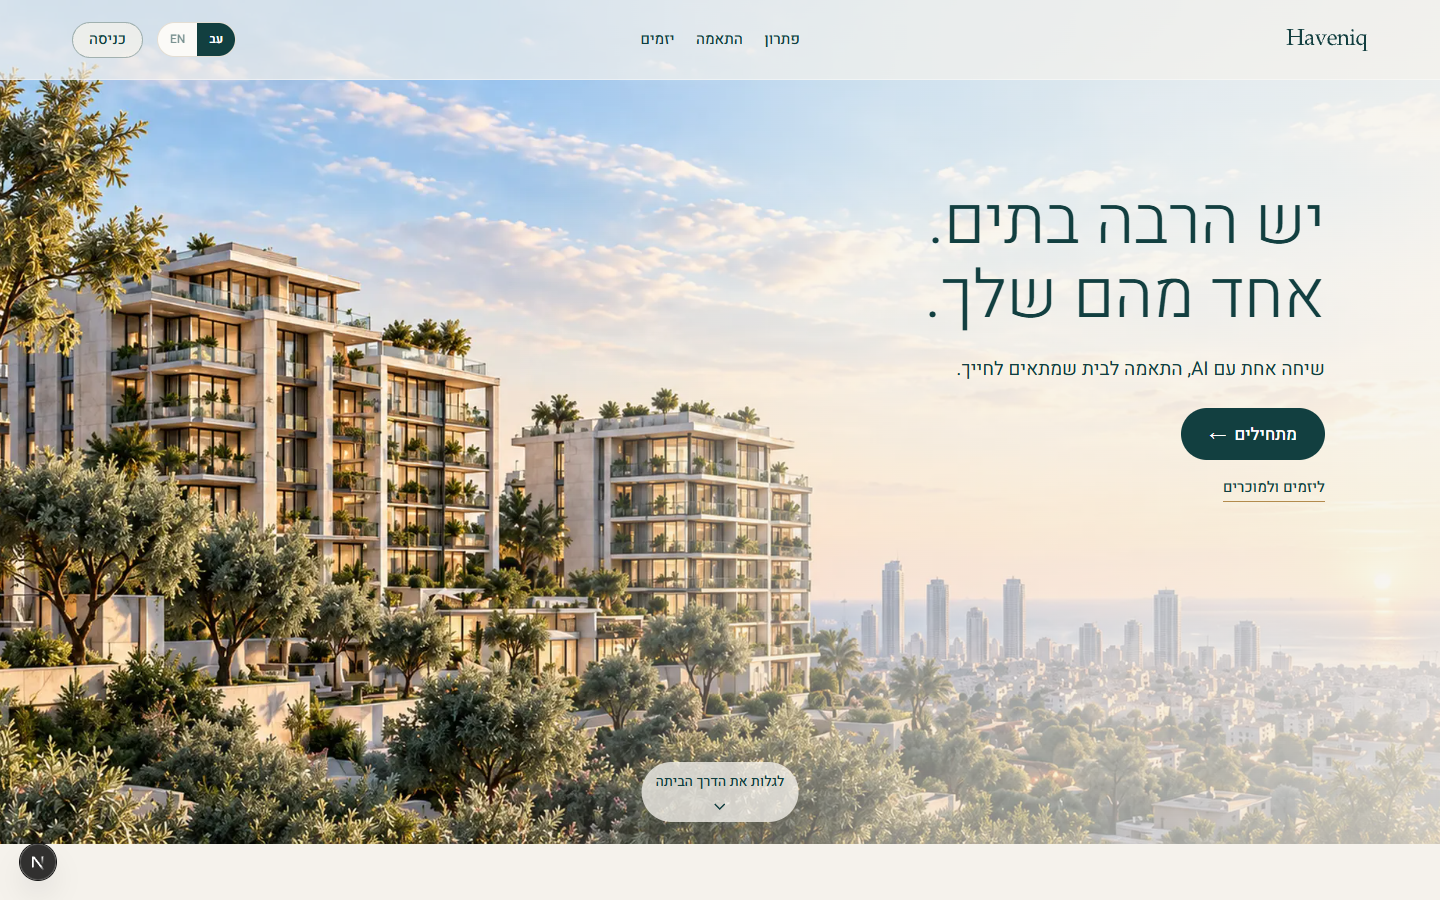 Haveniq
פתרון התאמה יזמים
עב EN
כניסה
יש הרבה בתים.
אחד מהם שלך.
שיחה אחת עם AI, התאמה לבית שמתאים לחייך.
מתחילים ←
ליזמים ולמוכרים
לגלות את הדרך הביתה
N